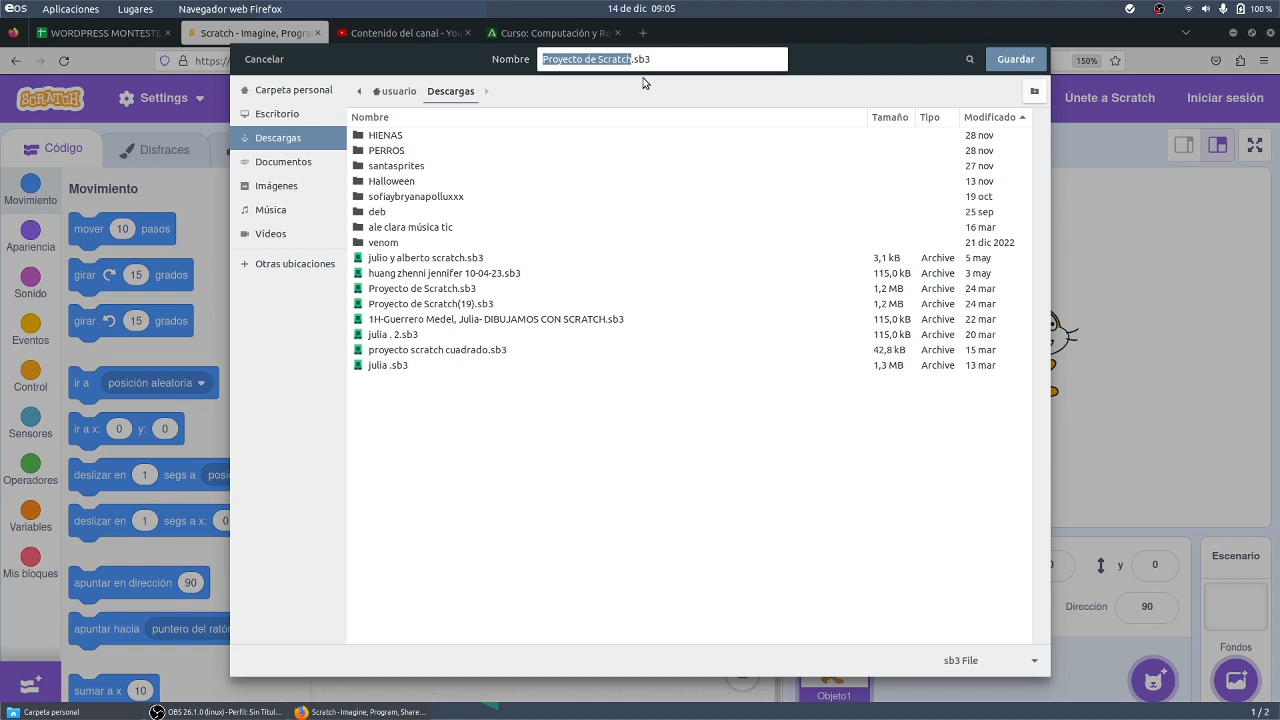 Aplicaciones Lugares Navegador web Firefox 14 de dic 09:05 100 %
WORDPRESS MONTESTE × Scratch - Imagine, Progra × Contenido del canal - You × Curso: Computación y Ro × +
https:// 150%
Cancelar Nombre Proyecto de Scratch.sb3 Guardar
SCRATCH Settings Únete a Scratch Iniciar sesión
usuario Descargas
Código Disfraces
Movimiento
Apariencia
Sonido
Eventos
Control
Sensores
Operadores
Variables
Mis bloques
Movimiento
mover 10 pasos
girar 15 grados
girar 15 grados
ir a posición aleatoria
ir a x: 0 y: 0
deslizar en 1 segs a posi
deslizar en 1 segs a x: 0
apuntar en dirección 90
apuntar hacia puntero del rató
sumar a x 10
Carpeta personal
Escritorio
Descargas
Documentos
Imágenes
Música
Vídeos
+ Otras ubicaciones
Nombre Tamaño Tipo Modificado
HIENAS 28 nov
PERROS 28 nov
santasprites 27 nov
Halloween 13 nov
sofiaybryanapolluxxx 19 oct
deb 25 sep
ale clara música tic 16 mar
venom 21 dic 2022
julio y alberto scratch.sb3 3,1 kB Archive 5 may
huang zhenni jennifer 10-04-23.sb3 115,0 kB Archive 3 may
Proyecto de Scratch.sb3 1,2 MB Archive 24 mar
Proyecto de Scratch(19).sb3 1,2 MB Archive 24 mar
1H-Guerrero Medel, Julia- DIBUJAMOS CON SCRATCH.sb3 115,0 kB Archive 22 mar
julia . 2.sb3 115,0 kB Archive 20 mar
proyecto scratch cuadrado.sb3 42,8 kB Archive 15 mar
julia .sb3 1,3 MB Archive 13 mar
sb3 File
y 0
Dirección 90
Objeto1
Escenario
Fondos
Carpeta personal OBS 26.1.0 (linux) - Perfil: Sin Titul... Scratch - Imagine, Program, Share... 1 / 2